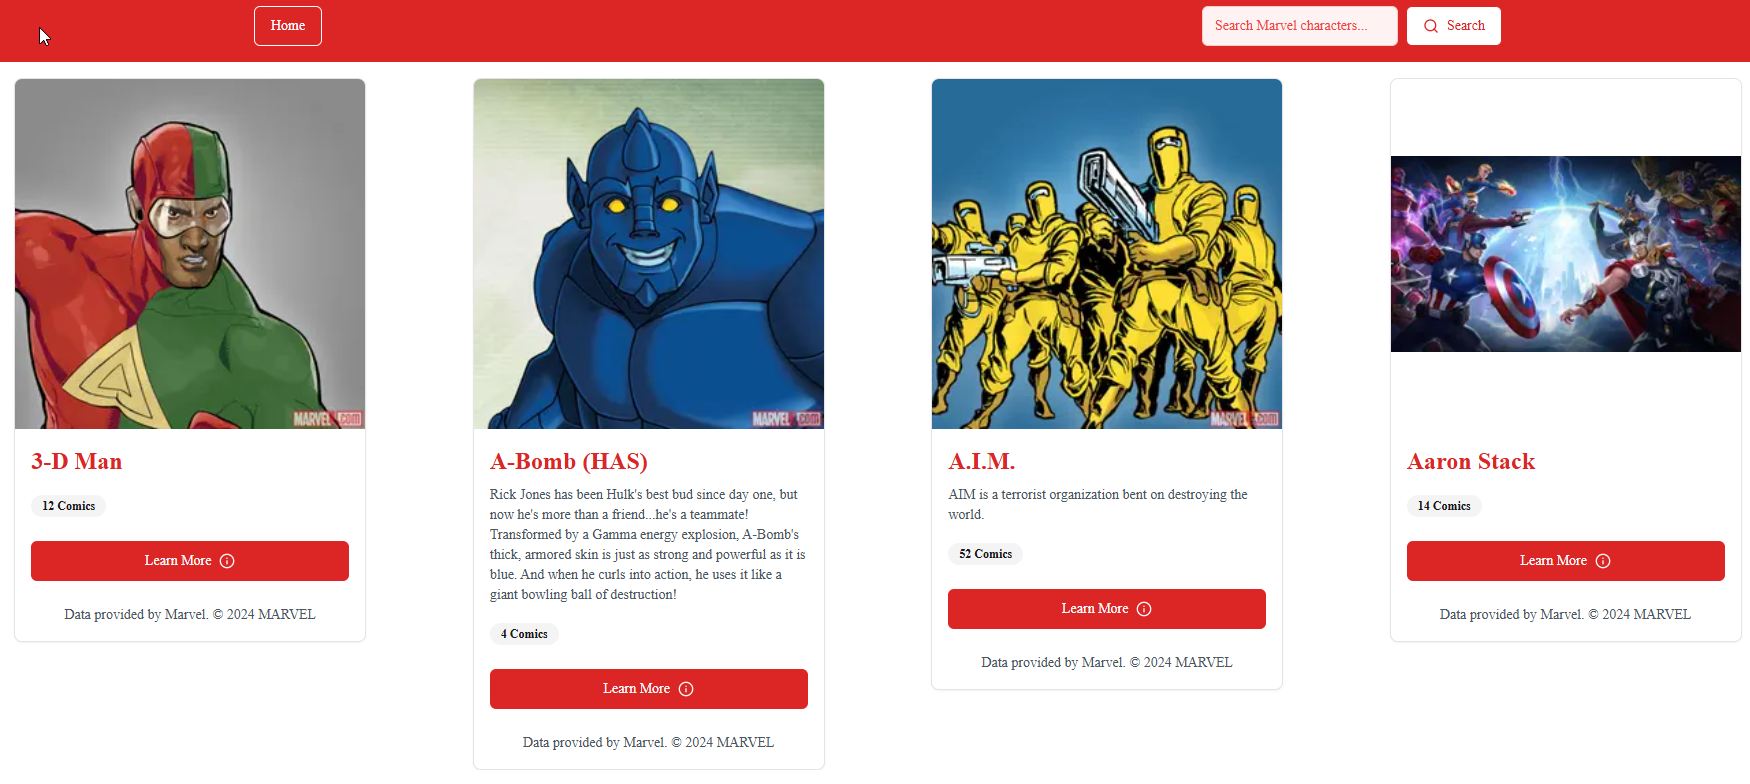 Home
Search Marvel characters...
Search
MARVEL.com
3-D Man
12 Comics
Learn More
Data provided by Marvel. © 2024 MARVEL
MARVEL.com
A-Bomb (HAS)
Rick Jones has been Hulk's best bud since day one, but
now he's more than a friend...he's a teammate!
Transformed by a Gamma energy explosion, A-Bomb's
thick, armored skin is just as strong and powerful as it is
blue. And when he curls into action, he uses it like a
giant bowling ball of destruction!
4 Comics
Learn More
Data provided by Marvel. © 2024 MARVEL
MARVEL.com
A.I.M.
AIM is a terrorist organization bent on destroying the
world.
52 Comics
Learn More
Data provided by Marvel. © 2024 MARVEL
Aaron Stack
14 Comics
Learn More
Data provided by Marvel. © 2024 MARVEL